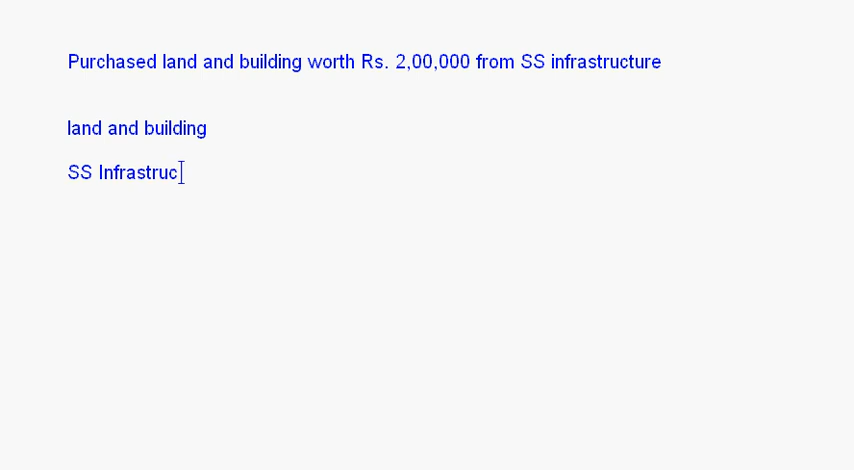 Purchased land and building worth Rs. 2,00,000 from SS infrastructure
land and building
SS Infrastruc